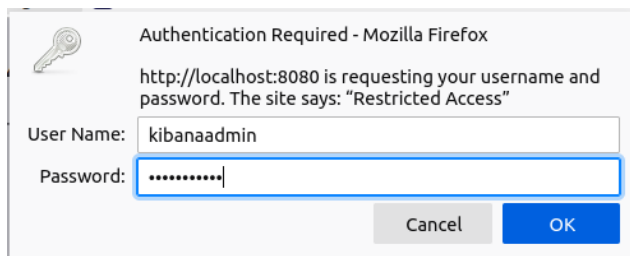 Authentication Required - Mozilla Firefox
http://localhost:8080 is requesting your username and
password. The site says: “Restricted Access”
User Name: kibanaadmin
Password: •••••••••••
Cancel OK